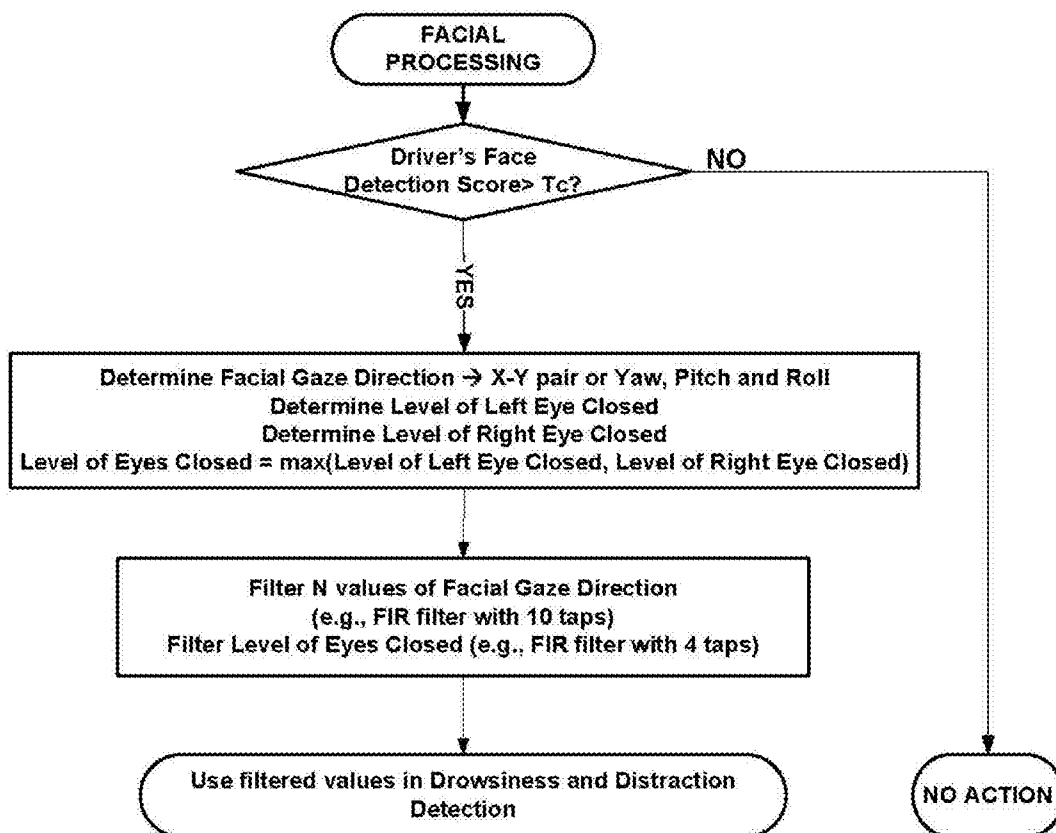 FACIAL
PROCESSING
Driver's Face
Detection Score> Tc?
NO
YES
Determine Facial Gaze Direction → X-Y pair or Yaw, Pitch and Roll
Determine Level of Left Eye Closed
Determine Level of Right Eye Closed
Level of Eyes Closed = max(Level of Left Eye Closed, Level of Right Eye Closed)
Filter N values of Facial Gaze Direction
(e.g., FIR filter with 10 taps)
Filter Level of Eyes Closed (e.g., FIR filter with 4 taps)
Use filtered values in Drowsiness and Distraction
Detection
NO ACTION